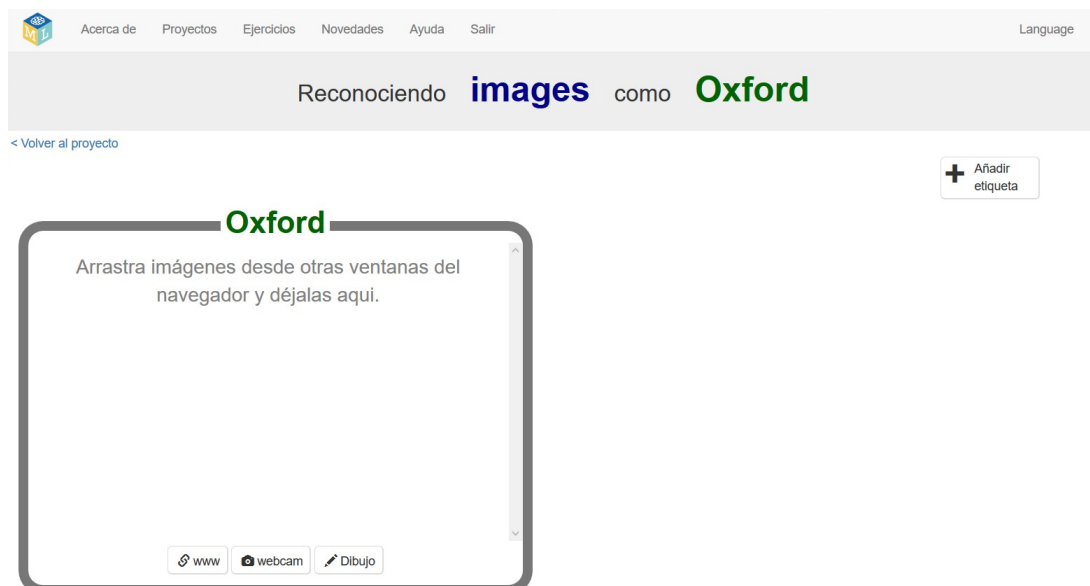 ML
Acerca de Proyectos Ejercicios Novedades Ayuda Salir Language
Reconociendo images como Oxford
< Volver al proyecto
Añadir
etiqueta
Oxford
Arrastra imágenes desde otras ventanas del
navegador y déjalas aqui.
www webcam Dibujo